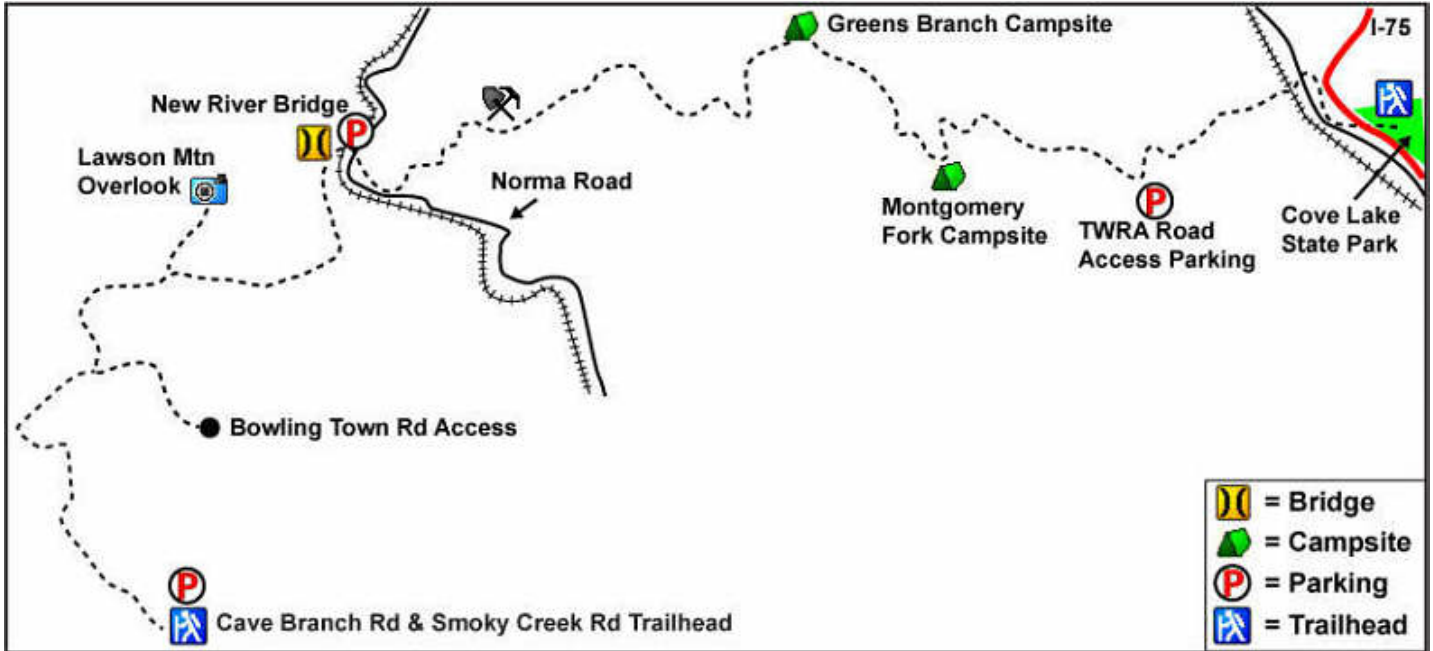 Greens Branch Campsite
I-75
New River Bridge
P
Lawson Mtn
Overlook
Norma Road
Montgomery
Fork Campsite
P
TWRA Road
Access Parking
Cove Lake
State Park
Bowling Town Rd Access
P
Cave Branch Rd & Smoky Creek Rd Trailhead
= Bridge
= Campsite
P = Parking
= Trailhead